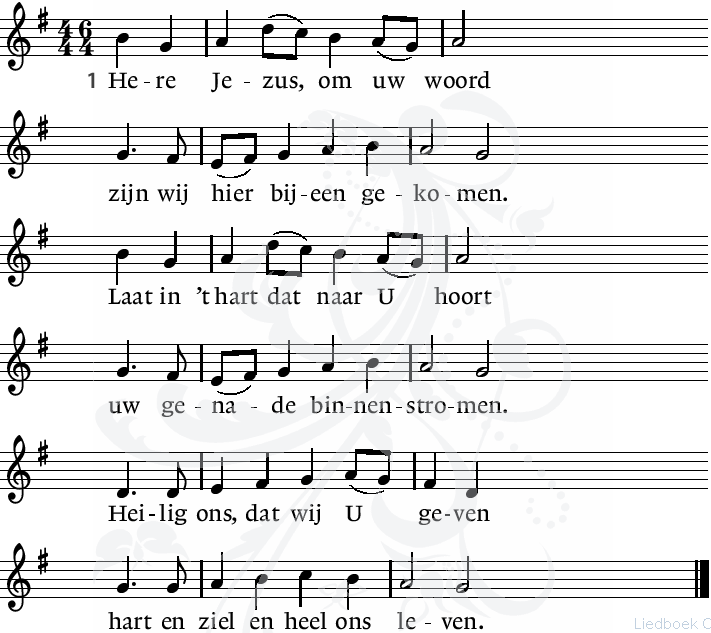 1 He - re Je - zus, om uw woord
zijn wij hier bij - een ge - ko - men.
Laat in 't hart dat naar U hoort
uw ge - na - de bin - nen - stro - men.
Hei - lig ons, dat wij U ge - ven
hart en ziel en heel ons le - ven.
Liedboek C